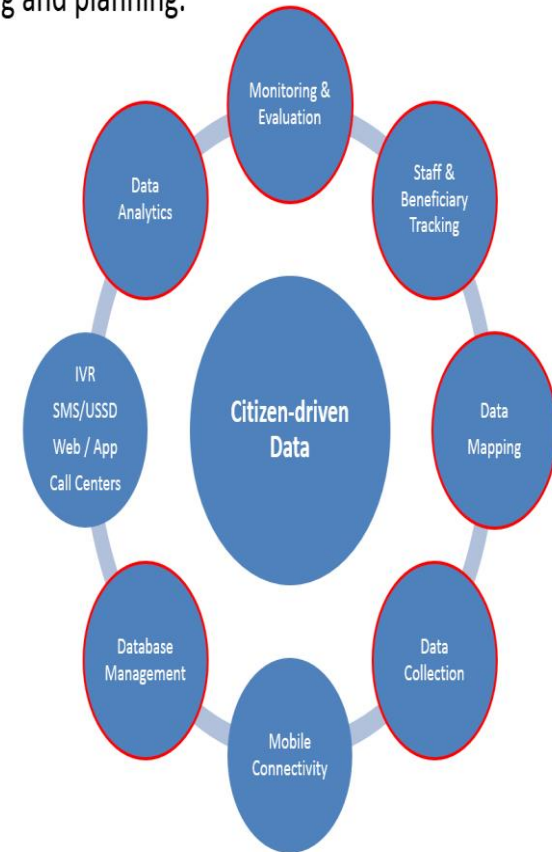 and planning.
Monitoring &
Evaluation
Staff &
Beneficiary
Tracking
Data
Mapping
Data
Collection
Mobile
Connectivity
Database
Management
IVR
SMS/USSD
Web / App
Call Centers
Data
Analytics
Citizen-driven
Data